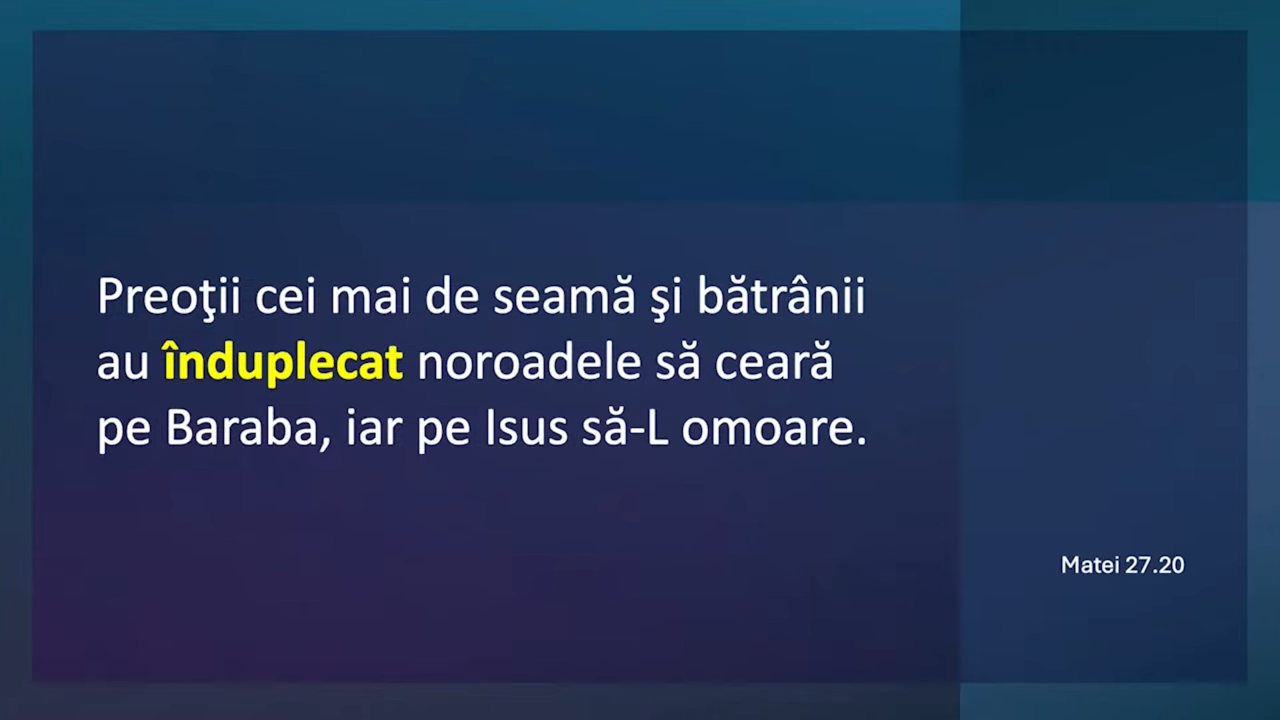 Preoţii cei mai de seamă şi bătrânii
au înduplecat noroadele să ceară
pe Baraba, iar pe Isus să-L omoare.
Matei 27.20